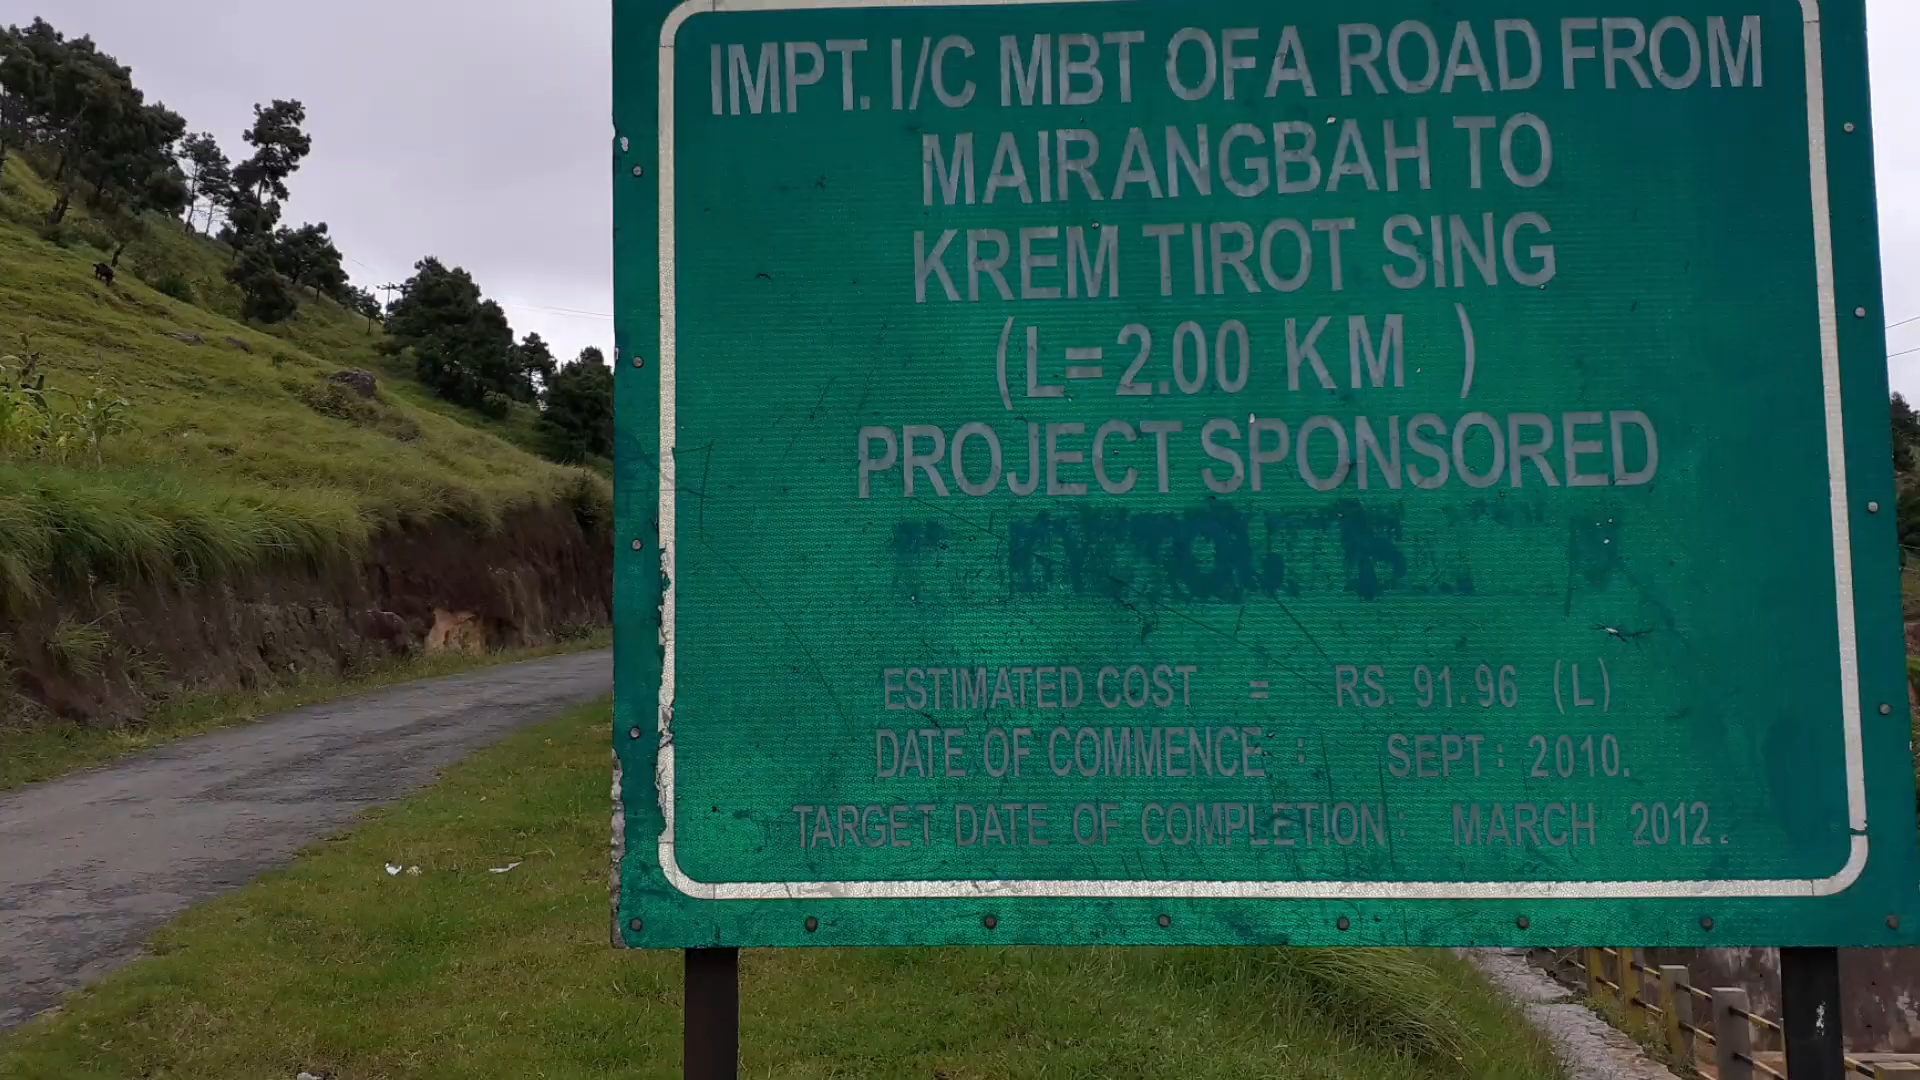 IMPT. I/C MBT OF A ROAD FROM
MAIRANGBAH TO
KREM TIROT SING
(L=2.00 KM )
PROJECT SPONSORED
ESTIMATED COST = RS. 91.96 (L)
DATE OF COMMENCE : SEPT : 2010.
TARGET DATE OF COMPLETION : MARCH 2012.